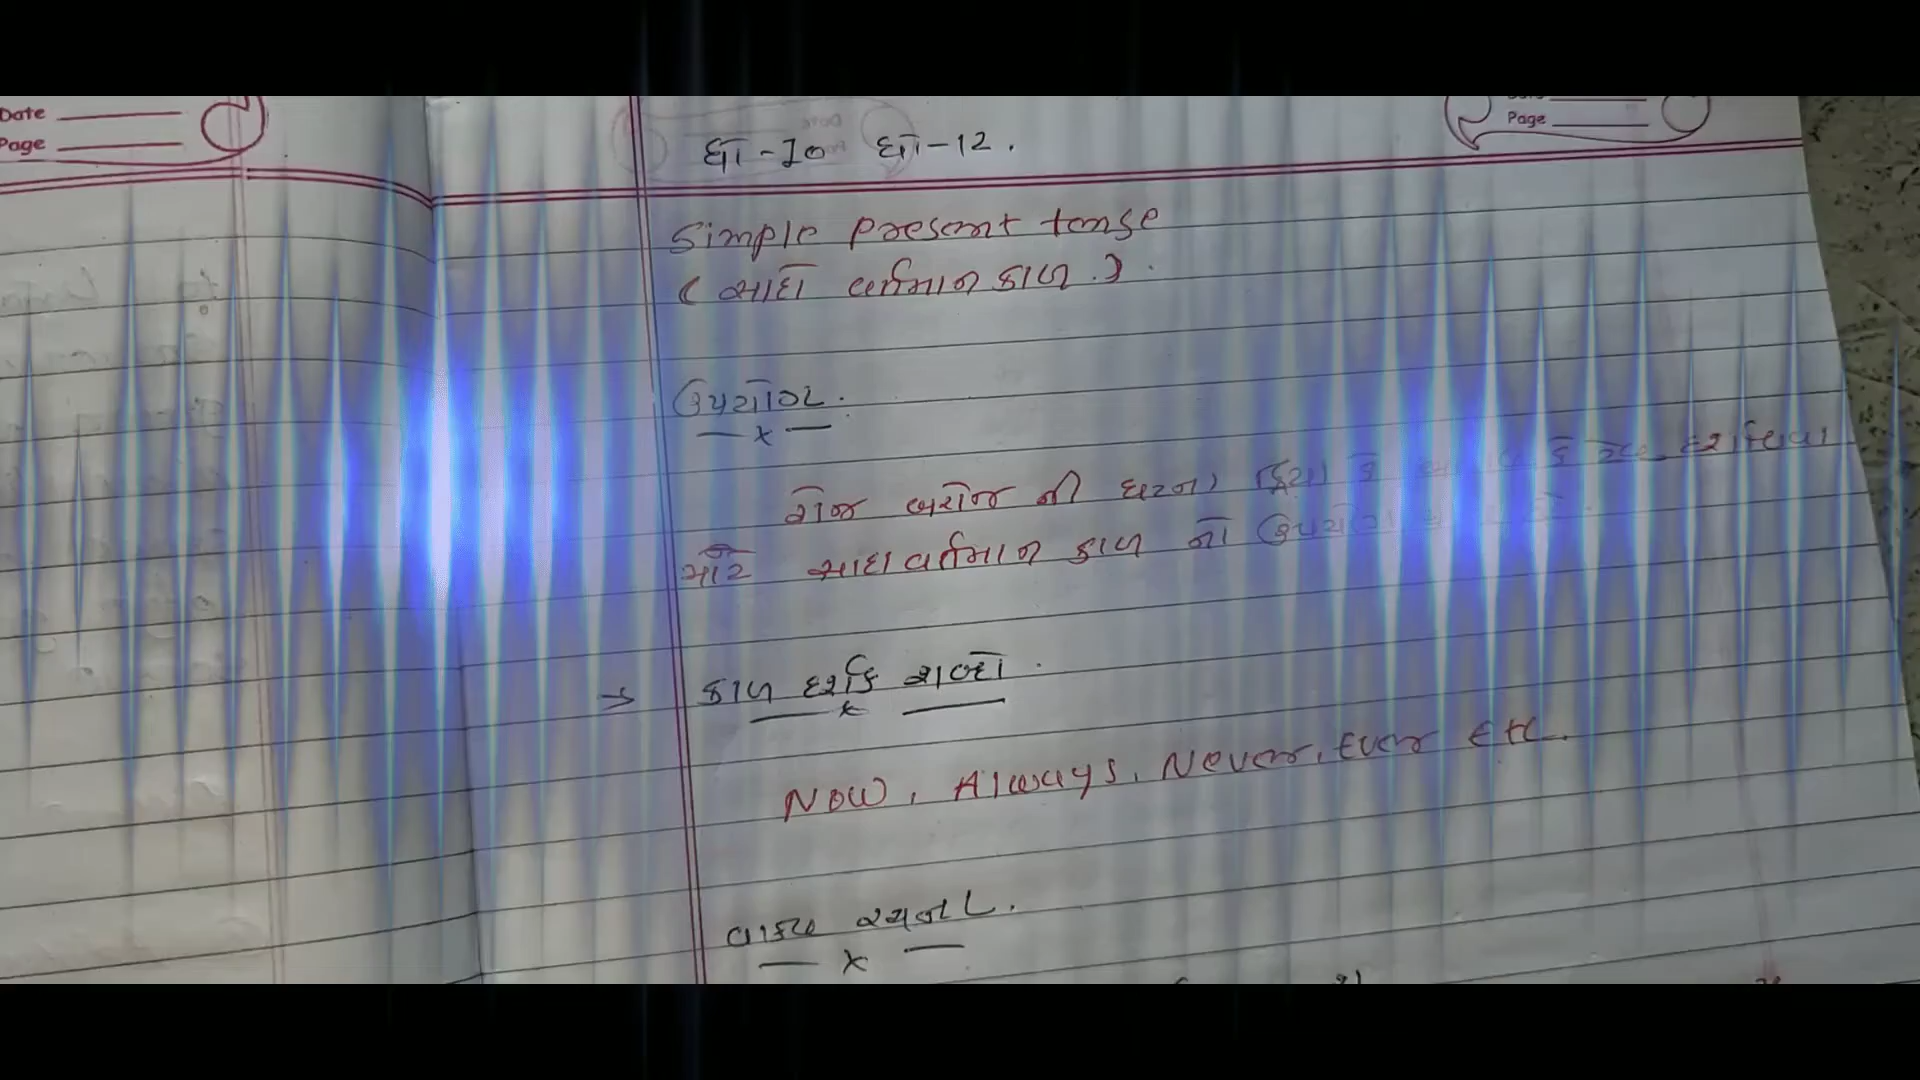 Date
Page
Page
ધો-10 ધો-12.
Simple present tense
(સાદો વર્તમાન કાળ.).
ઉપયોગ.
રોજ બરોજ ની ઘટના ક્રિયા કે
માટે સાદા વર્તમાન કાળ નો ઉપયોગ
→ કાળ દર્શક શબ્દો.
Now, Always, Never, Ever Etc.
વાક્ય રચના.